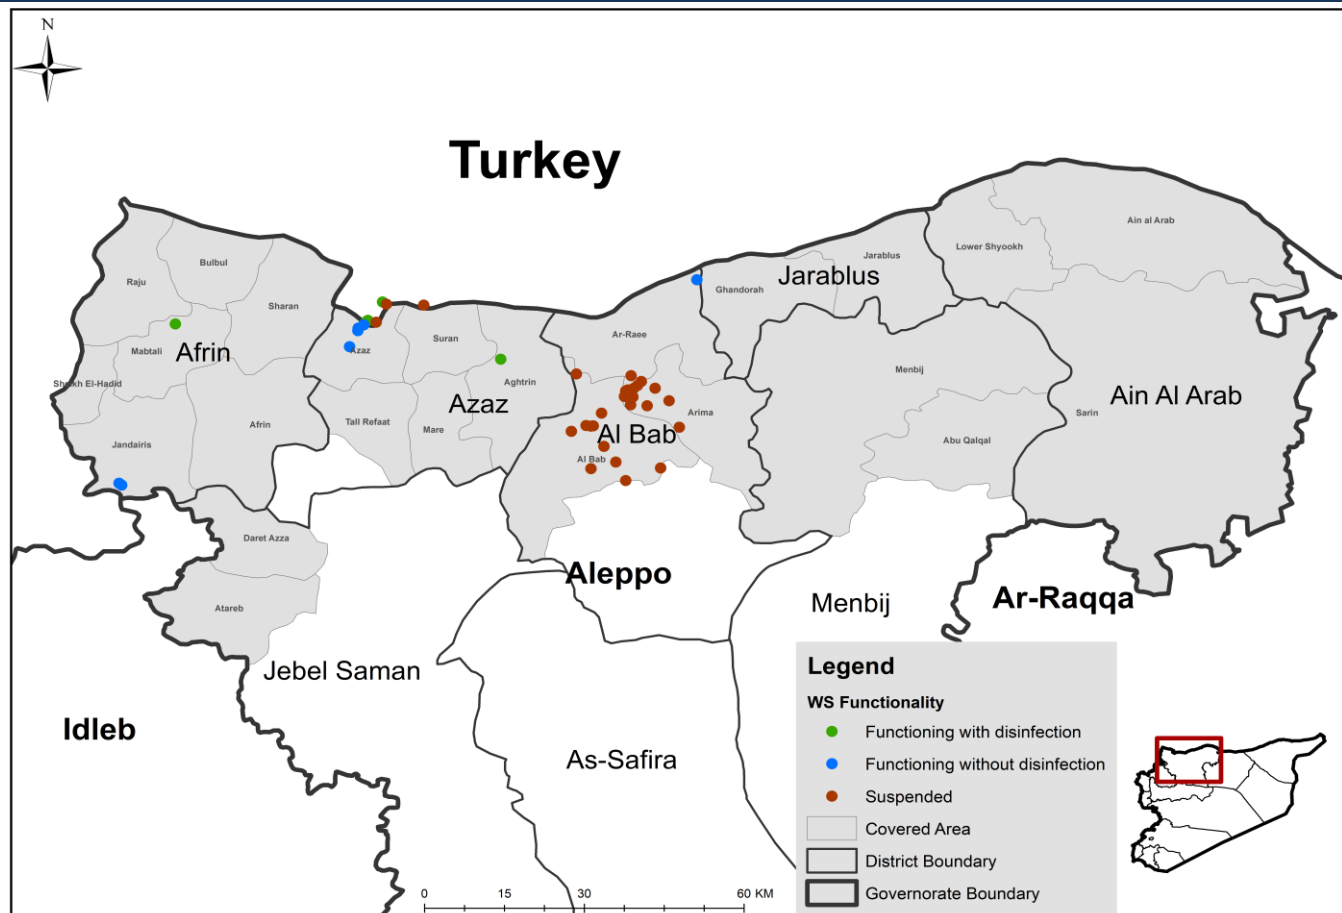 N
Turkey
Ain al Arab
Lower Shyookh
Jarablus
Bulbul
Jarablus
Raju
Ghandorah
Sharan
Ar-Raee
Suran
Mabtali
Afrin
Azaz
Menbij
Sheikh El-Hadid
Aghtrin
Ain Al Arab
Azaz
Arima
Sarin
Afrin
Tall Refaat
Mare
Al Bab
Abu Qalqal
Jandairis
Al Bab
Daret Azza
Aleppo
Ar-Raqqa
Menbij
Atareb
Jebel Saman
Idleb
As-Safira
Legend
WS Functionality
Functioning with disinfection
Functioning without disinfection
Suspended
Covered Area
District Boundary
Governorate Boundary
0 15 30 60 KM